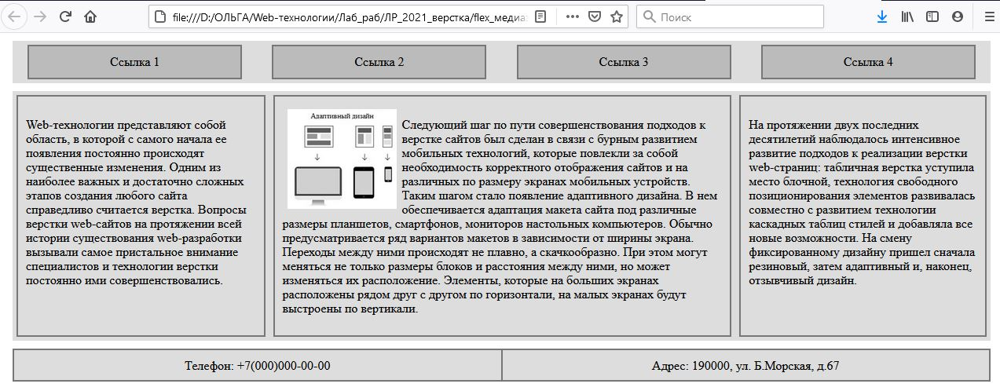 file:///D:/ОЛЬГА/Web-технологии/Лаб_раб/ЛР_2021_верстка/flex_медиа
Поиск
Ссылка 1
Ссылка 2
Ссылка 3
Ссылка 4
Web-технологии представляют собой
область, в которой с самого начала ее
появления постоянно происходят
существенные изменения. Одним из
наиболее важных и достаточно сложных
этапов создания любого сайта
справедливо считается верстка. Вопросы
верстки web-сайтов на протяжении всей
истории существования web-разработки
вызывали самое пристальное внимание
специалистов и технологии верстки
постоянно ими совершенствовались.
Адаптивный дизайн
Следующий шаг по пути совершенствования подходов к
верстке сайтов был сделан в связи с бурным развитием
мобильных технологий, которые повлекли за собой
необходимость корректного отображения сайтов и на
различных по размеру экранах мобильных устройств.
Таким шагом стало появление адаптивного дизайна. В нем
обеспечивается адаптация макета сайта под различные
размеры планшетов, смартфонов, мониторов настольных компьютеров. Обычно
предусматривается ряд вариантов макетов в зависимости от ширины экрана.
Переходы между ними происходят не плавно, а скачкообразно. При этом могут
меняться не только размеры блоков и расстояния между ними, но может
изменяться их расположение. Элементы, которые на больших экранах
расположены рядом друг с другом по горизонтали, на малых экранах будут
выстроены по вертикали.
На протяжении двух последних
десятилетий наблюдалось интенсивное
развитие подходов к реализации верстки
web-страниц: табличная верстка уступила
место блочной, технология свободного
позиционирования элементов развивалась
совместно с развитием технологии
каскадных таблиц стилей и добавляла все
новые возможности. На смену
фиксированному дизайну пришел сначала
резиновый, затем адаптивный и, наконец,
отзывчивый дизайн.
Телефон: +7(000)000-00-00
Адрес: 190000, ул. Б.Морская, д.67